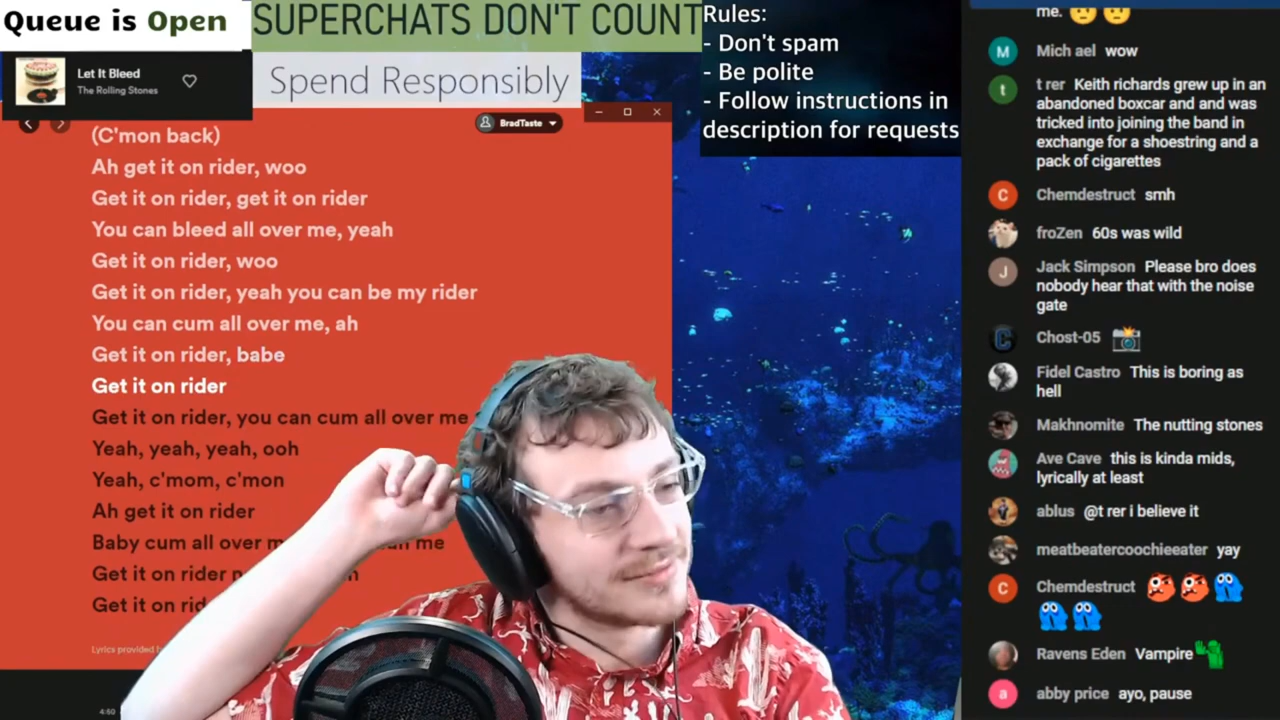 Queue is Open
SUPERCHATS DON'T COUNT
Spend Responsibly
Let It Bleed
The Rolling Stones
Rules:
- Don't spam
- Be polite
- Follow instructions in
description for requests
BradTaste
(C'mon back)
Ah get it on rider, woo
Get it on rider, get it on rider
You can bleed all over me, yeah
Get it on rider, woo
Get it on rider, yeah you can be my rider
You can cum all over me, ah
Get it on rider, babe
Get it on rider
Get it on rider, you can cum all over me
Yeah, yeah, yeah, ooh
Yeah, c'mom, c'mon
Ah get it on rider
Baby cum all over me
Get it on rider
Get it on
Lyrics provided
4:60
me.
Mich ael wow
t rer Keith richards grew up in an
abandoned boxcar and and was
tricked into joining the band in
exchange for a shoestring and a
pack of cigarettes
Chemdestruct smh
froZen 60s was wild
Jack Simpson Please bro does
nobody hear that with the noise
gate
Chost-05
Fidel Castro This is boring as
hell
Makhnomite The nutting stones
Ave Cave this is kinda mids,
lyrically at least
ablus @t rer i believe it
meatbeatercoochieeater yay
Chemdestruct
Ravens Eden Vampire
abby price ayo, pause